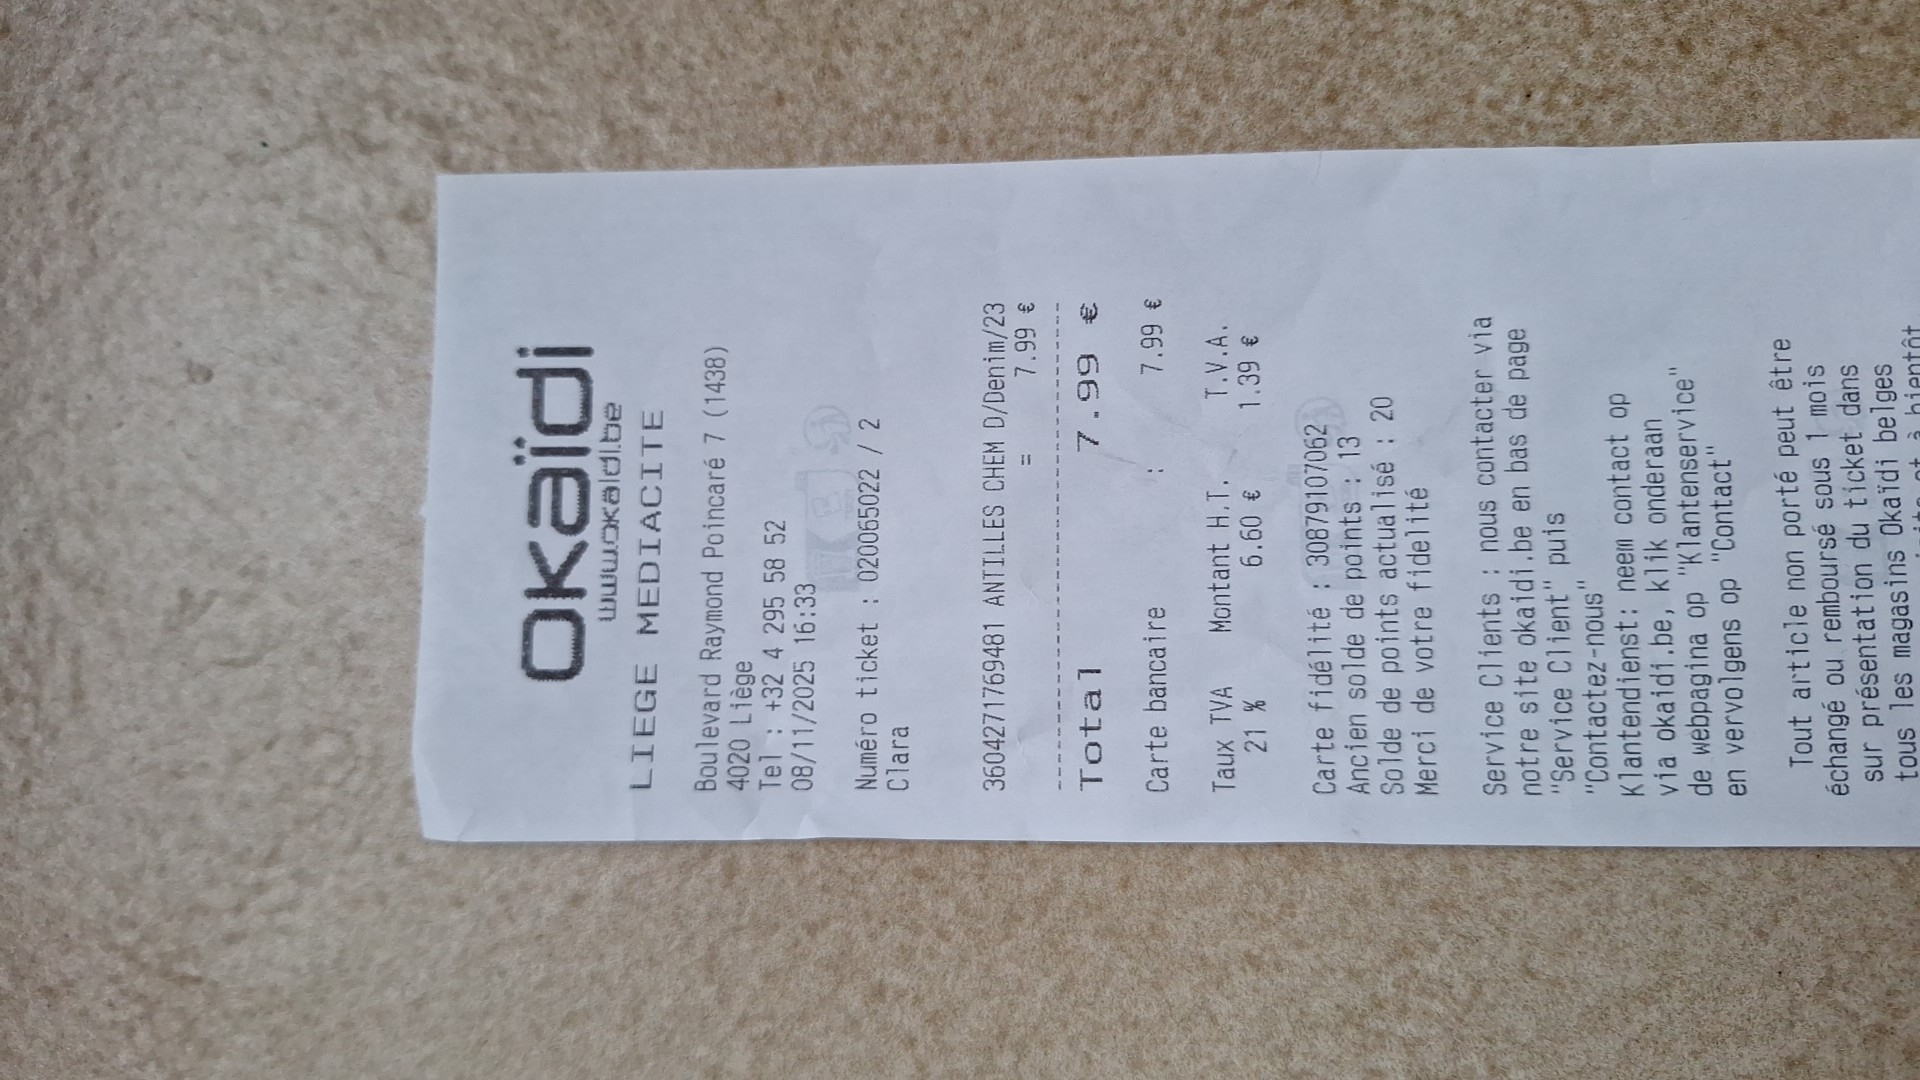 okaïdi
www.okaidi.be
LIEGE MEDIACITE
Boulevard Raymond Poincaré 7 (1438)
4020 Liège
Tel : +32 4 295 58 52
08/11/2025 16:33
Numéro ticket : 020065022 / 2
Clara
3604271769481 ANTILLES CHEM D/Denim/23
= 7.99 €
Total 7.99 €
Carte bancaire : 7.99 €
Taux TVA Montant H.T. T.V.A.
21 % 6.60 € 1.39 €
Carte fidélité : 30879107062
Ancien solde de points : 13
Solde de points actualisé : 20
Merci de votre fidelité
Service Clients : nous contacter via
notre site okaidi.be en bas de page
"Service Client" puis
"Contactez-nous"
Klantendienst: neem contact op
via okaidi.be, klik onderaan
de webpagina op "Klantenservice"
en vervolgens op "Contact"
Tout article non porté peut être
échangé ou remboursé sous 1 mois
sur présentation du ticket dans
tous les magasins Okaïdi belges
à bientôt